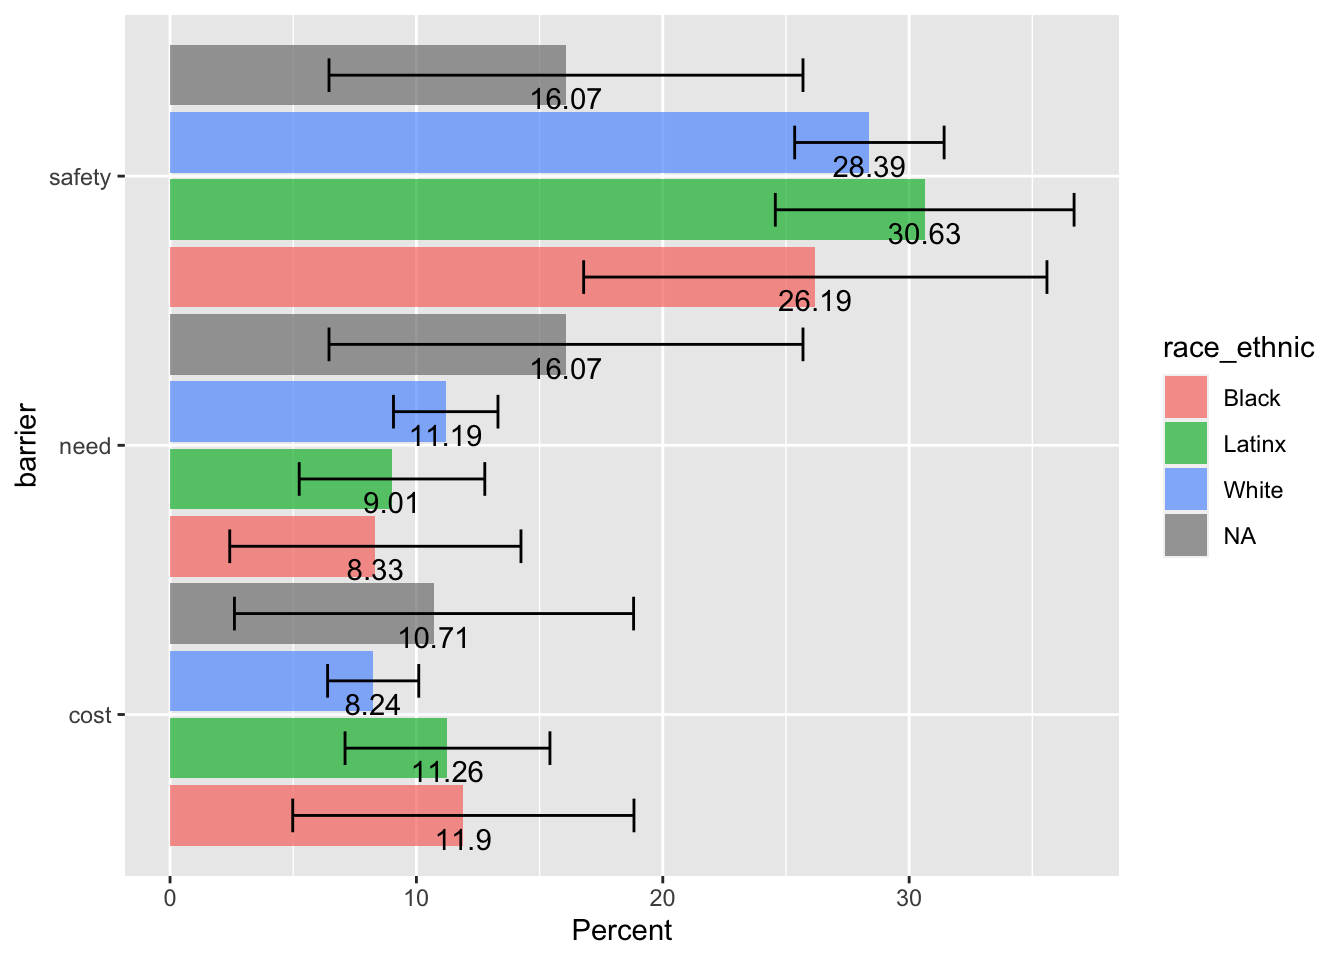 16.07
28.39
safety
30.63
26.19
16.07
11.19
need
9.01
8.33
10.71
8.24
cost
11.26
11.9
barrier
0 10 20 30
Percent
race_ethnic
Black
Latinx
White
NA